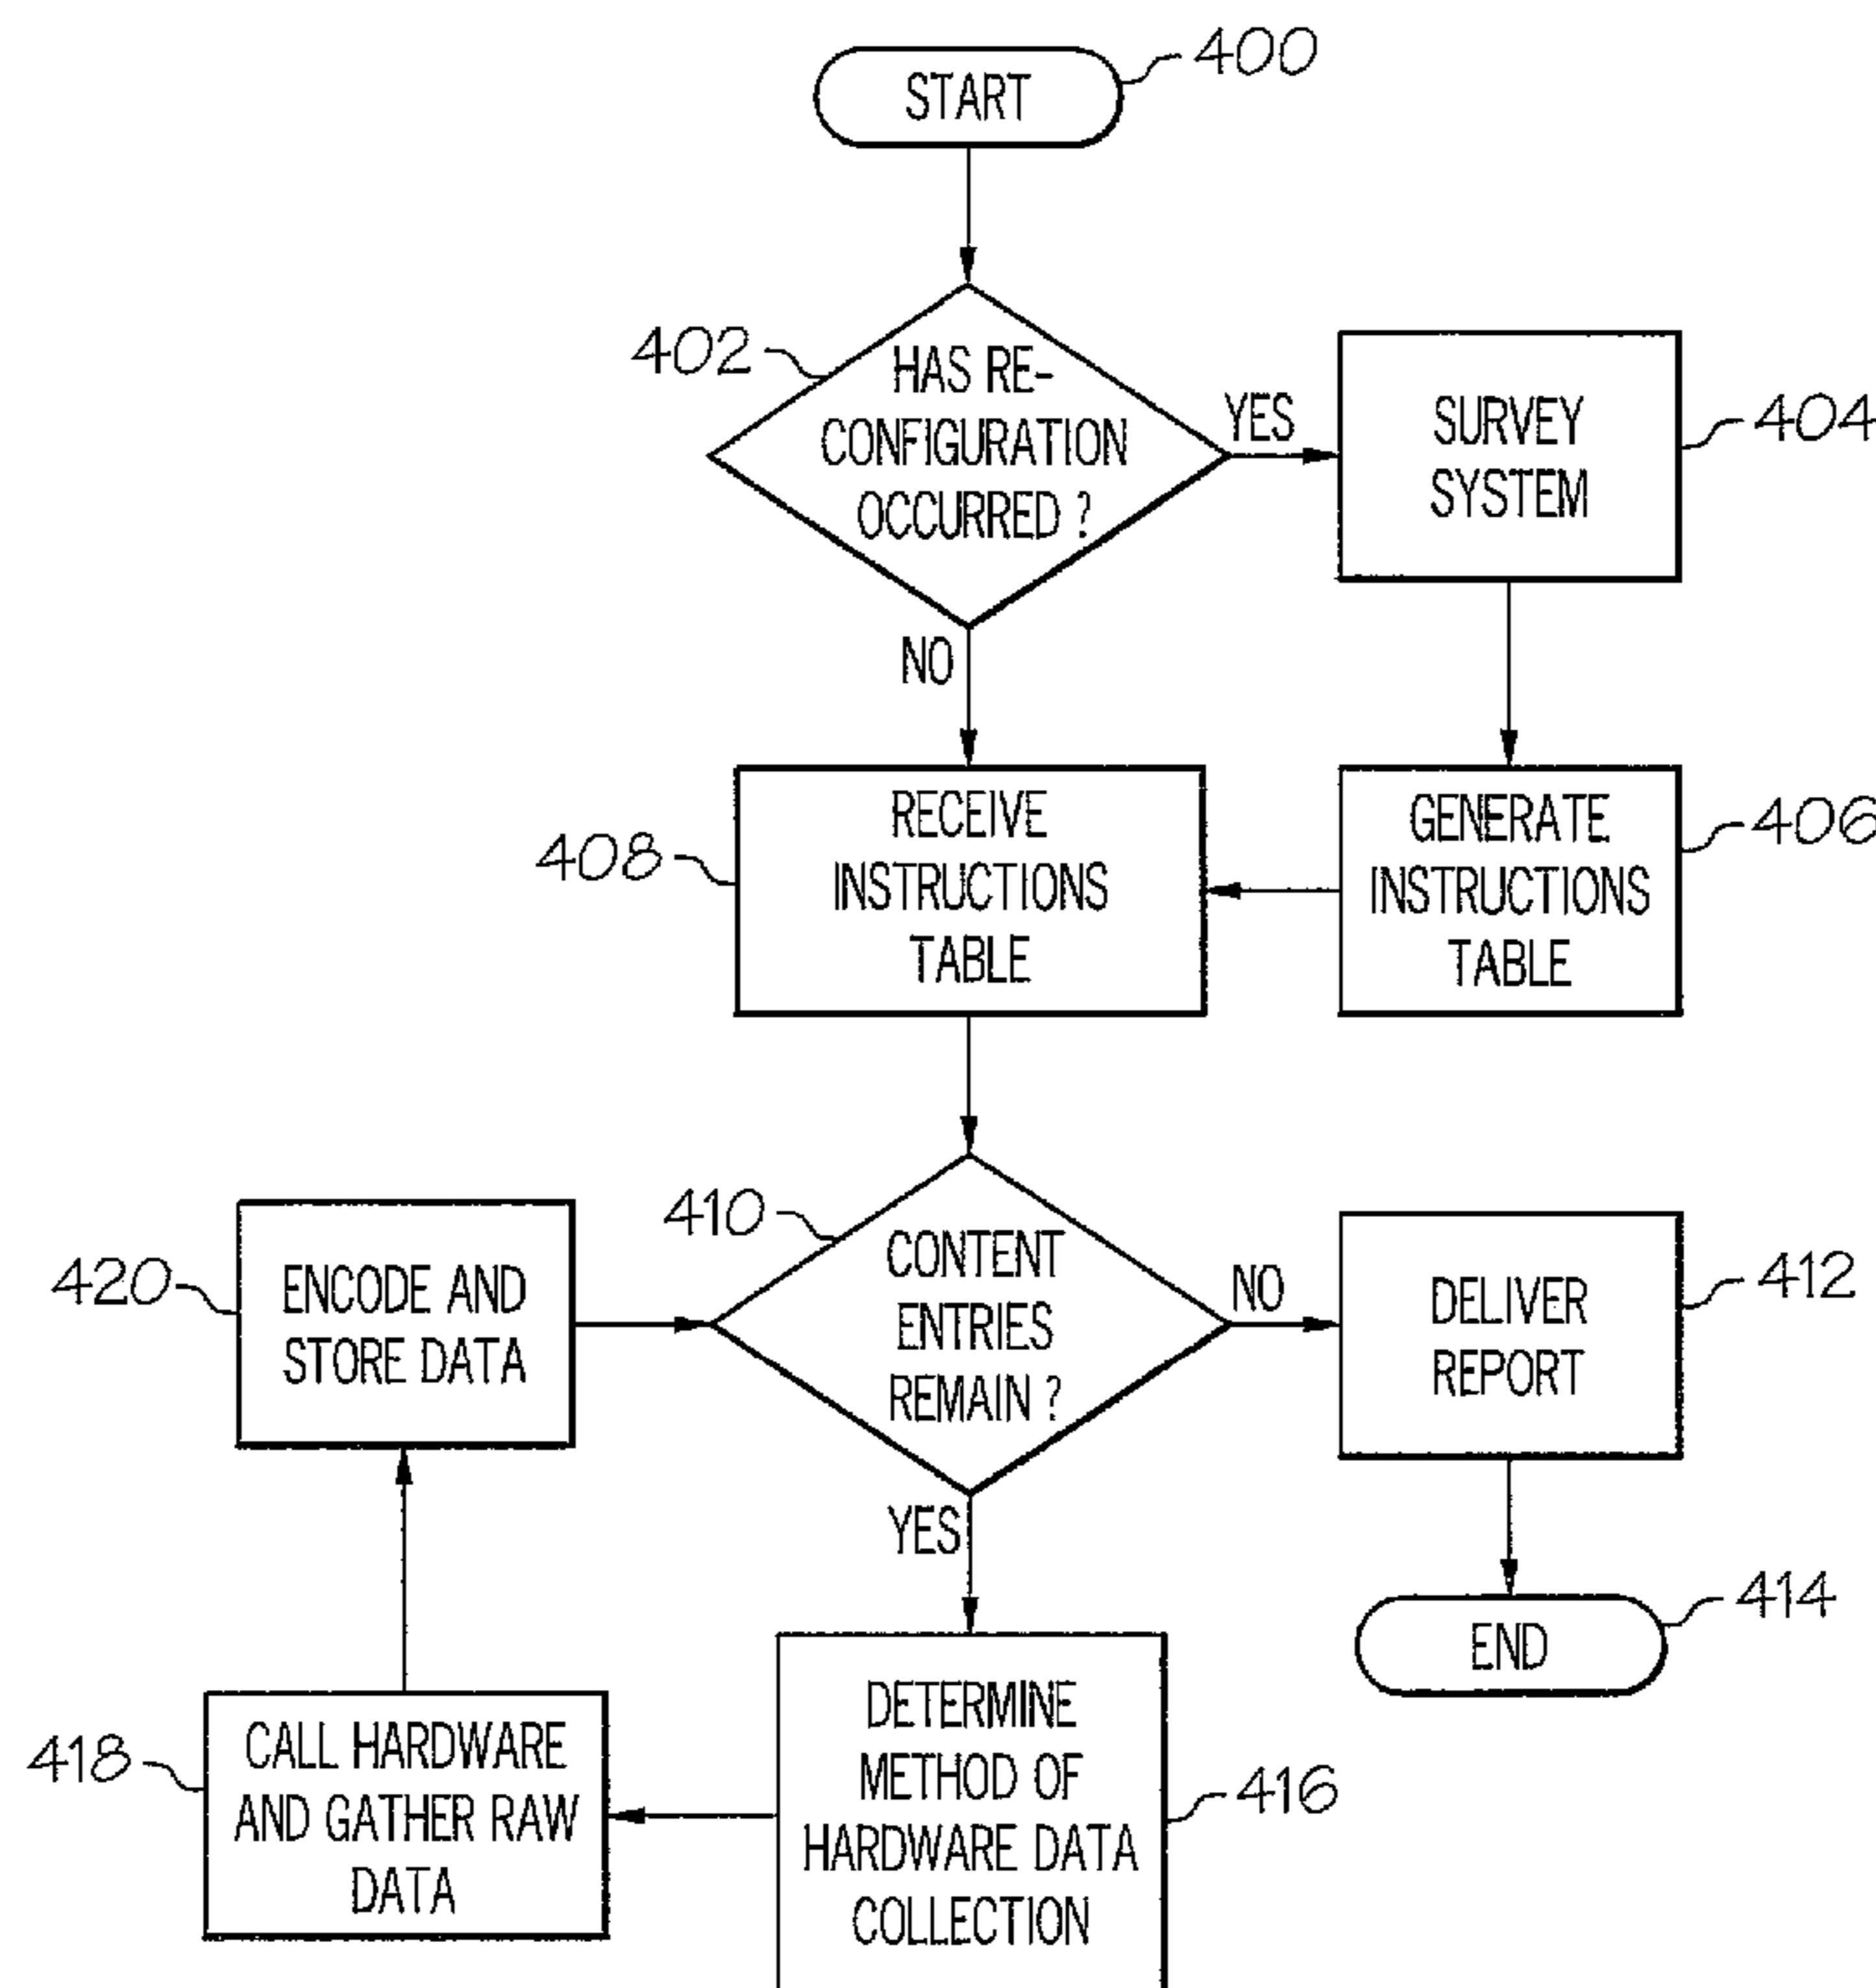 START
400
402
HAS RE-
CONFIGURATION
OCCURRED ?
YES
SURVEY
SYSTEM
404
NO
408
RECEIVE
INSTRUCTIONS
TABLE
GENERATE
INSTRUCTIONS
TABLE
406
420
ENCODE AND
STORE DATA
410
CONTENT
ENTRIES
REMAIN ?
NO
DELIVER
REPORT
412
YES
END
414
418
CALL HARDWARE
AND GATHER RAW
DATA
DETERMINE
METHOD OF
HARDWARE DATA
COLLECTION
416